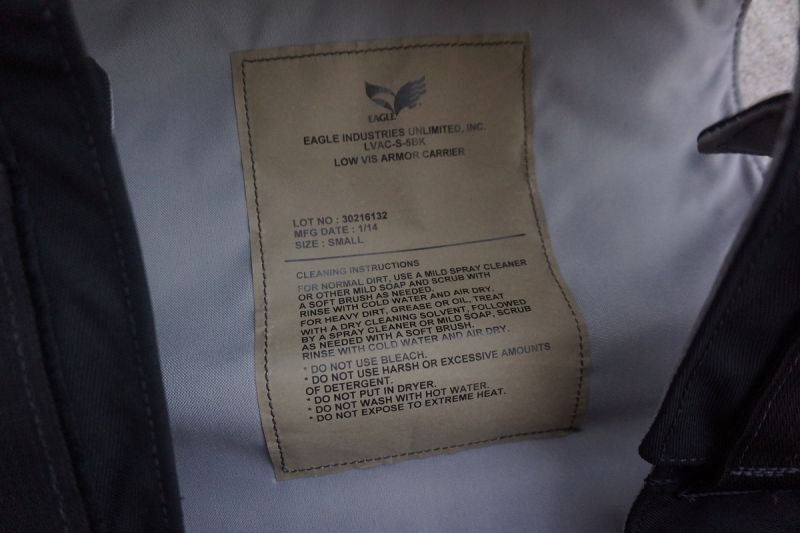 EAGLE
EAGLE INDUSTRIES UNLIMITED, INC.
LVAC-S-5BK
LOW VIS ARMOR CARRIER
LOT NO : 30216132
MFG DATE : 1/14
SIZE : SMALL
CLEANING INSTRUCTIONS
FOR NORMAL DIRT, USE A MILD SPRAY CLEANER
OR OTHER MILD SOAP AND SCRUB WITH
A SOFT BRUSH AS NEEDED.
RINSE WITH COLD WATER AND AIR DRY.
FOR HEAVY DIRT, GREASE OR OIL, TREAT
WITH A DRY CLEANING SOLVENT, FOLLOWED
BY A SPRAY CLEANER OR MILD SOAP, SCRUB
AS NEEDED WITH A SOFT BRUSH.
RINSE WITH COLD WATER AND AIR DRY.
* DO NOT USE BLEACH.
* DO NOT USE HARSH OR EXCESSIVE AMOUNTS
OF DETERGENT.
* DO NOT PUT IN DRYER.
* DO NOT WASH WITH HOT WATER.
* DO NOT EXPOSE TO EXTREME HEAT.